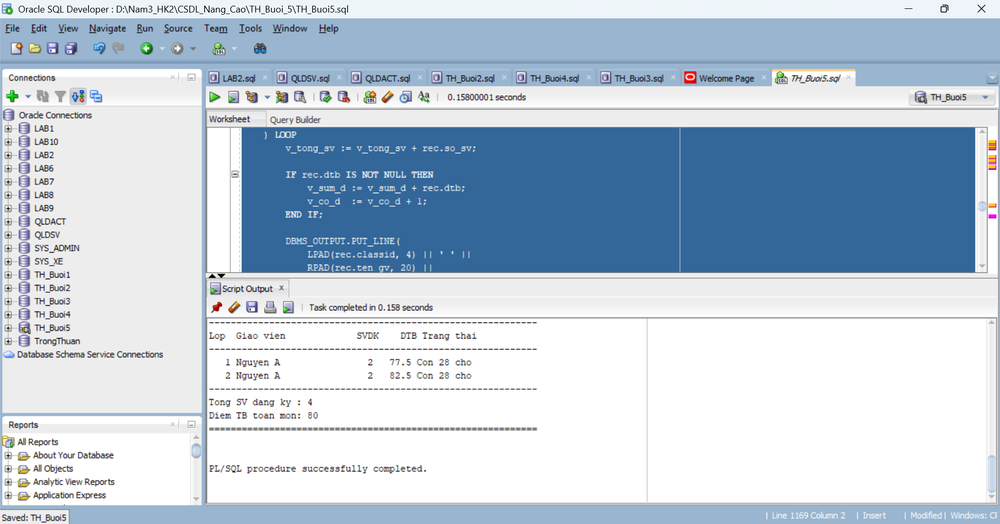 Oracle SQL Developer : D:\Nam3_HK2\CSDL_Nang_Cao\TH_Buoi_5\TH_Buoi5.sql
File Edit View Navigate Run Source Team Tools Window Help
Connections
Oracle Connections
LAB1
LAB10
LAB2
LAB6
LAB7
LAB8
LAB9
QLDACT
QLDSV
SYS_ADMIN
SYS_XE
TH_Buoi1
TH_Buoi2
TH_Buoi3
TH_Buoi4
TH_Buoi5
TrongThuan
Database Schema Service Connections
Reports
All Reports
About Your Database
All Objects
Analytic View Reports
Application Express
LAB2.sql QLDSV.sql QLDACT.sql TH_Buoi2.sql TH_Buoi4.sql TH_Buoi3.sql Welcome Page TH_Buoi5.sql
0.15800001 seconds
TH_Buoi5
Worksheet Query Builder
) LOOP
v_tong_sv := v_tong_sv + rec.so_sv;
IF rec.dtb IS NOT NULL THEN
v_sum_d := v_sum_d + rec.dtb;
v_co_d := v_co_d + 1;
END IF;
DBMS_OUTPUT.PUT_LINE(
LPAD(rec.classid, 4) || ' ' ||
RPAD(rec.ten_gv, 20) ||
Script Output
Task completed in 0.158 seconds
------------------------------------------------------------
Lop Giao vien SVDK DTB Trang thai
------------------------------------------------------------
1 Nguyen A 2 77.5 Con 28 cho
2 Nguyen A 2 82.5 Con 28 cho
------------------------------------------------------------
Tong SV dang ky : 4
Diem TB toan mon: 80
============================================================
PL/SQL procedure successfully completed.
Saved: TH_Buoi5
| Line 1169 Column 2 | Insert | Modified | Windows: CF